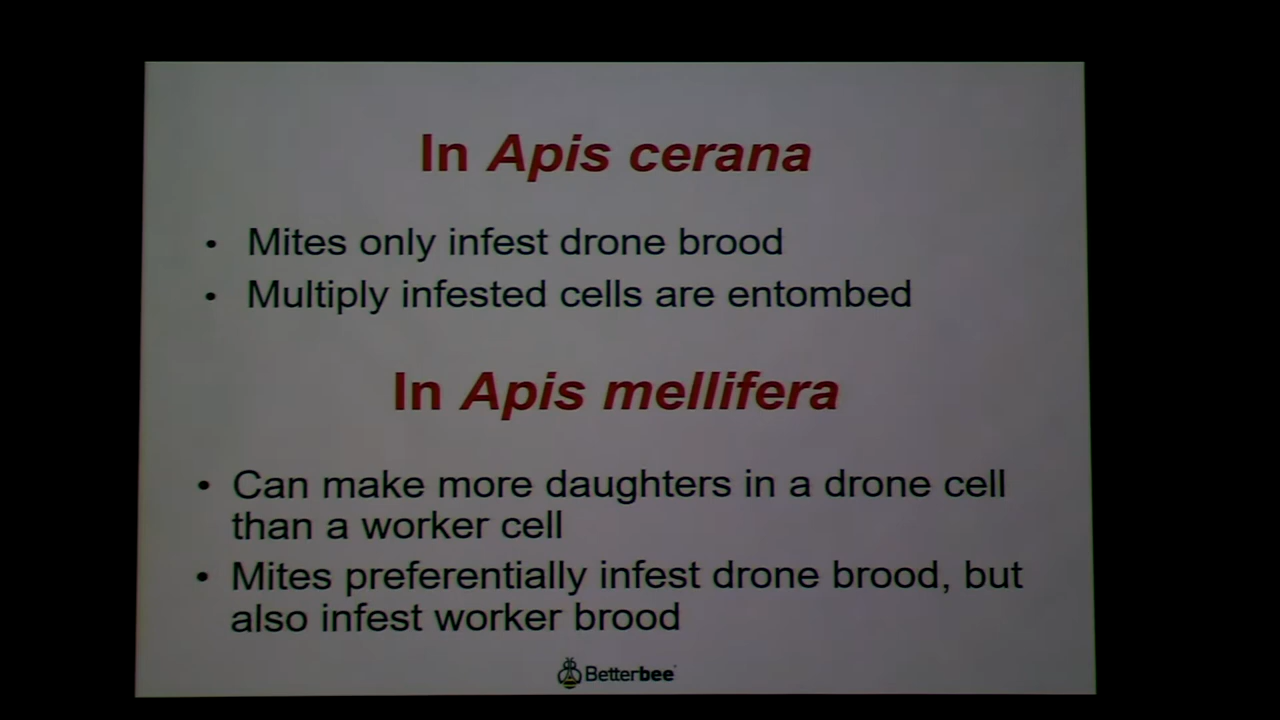 In Apis cerana
• Mites only infest drone brood
• Multiply infested cells are entombed
In Apis mellifera
• Can make more daughters in a drone cell
than a worker cell
• Mites preferentially infest drone brood, but
also infest worker brood
Betterbee